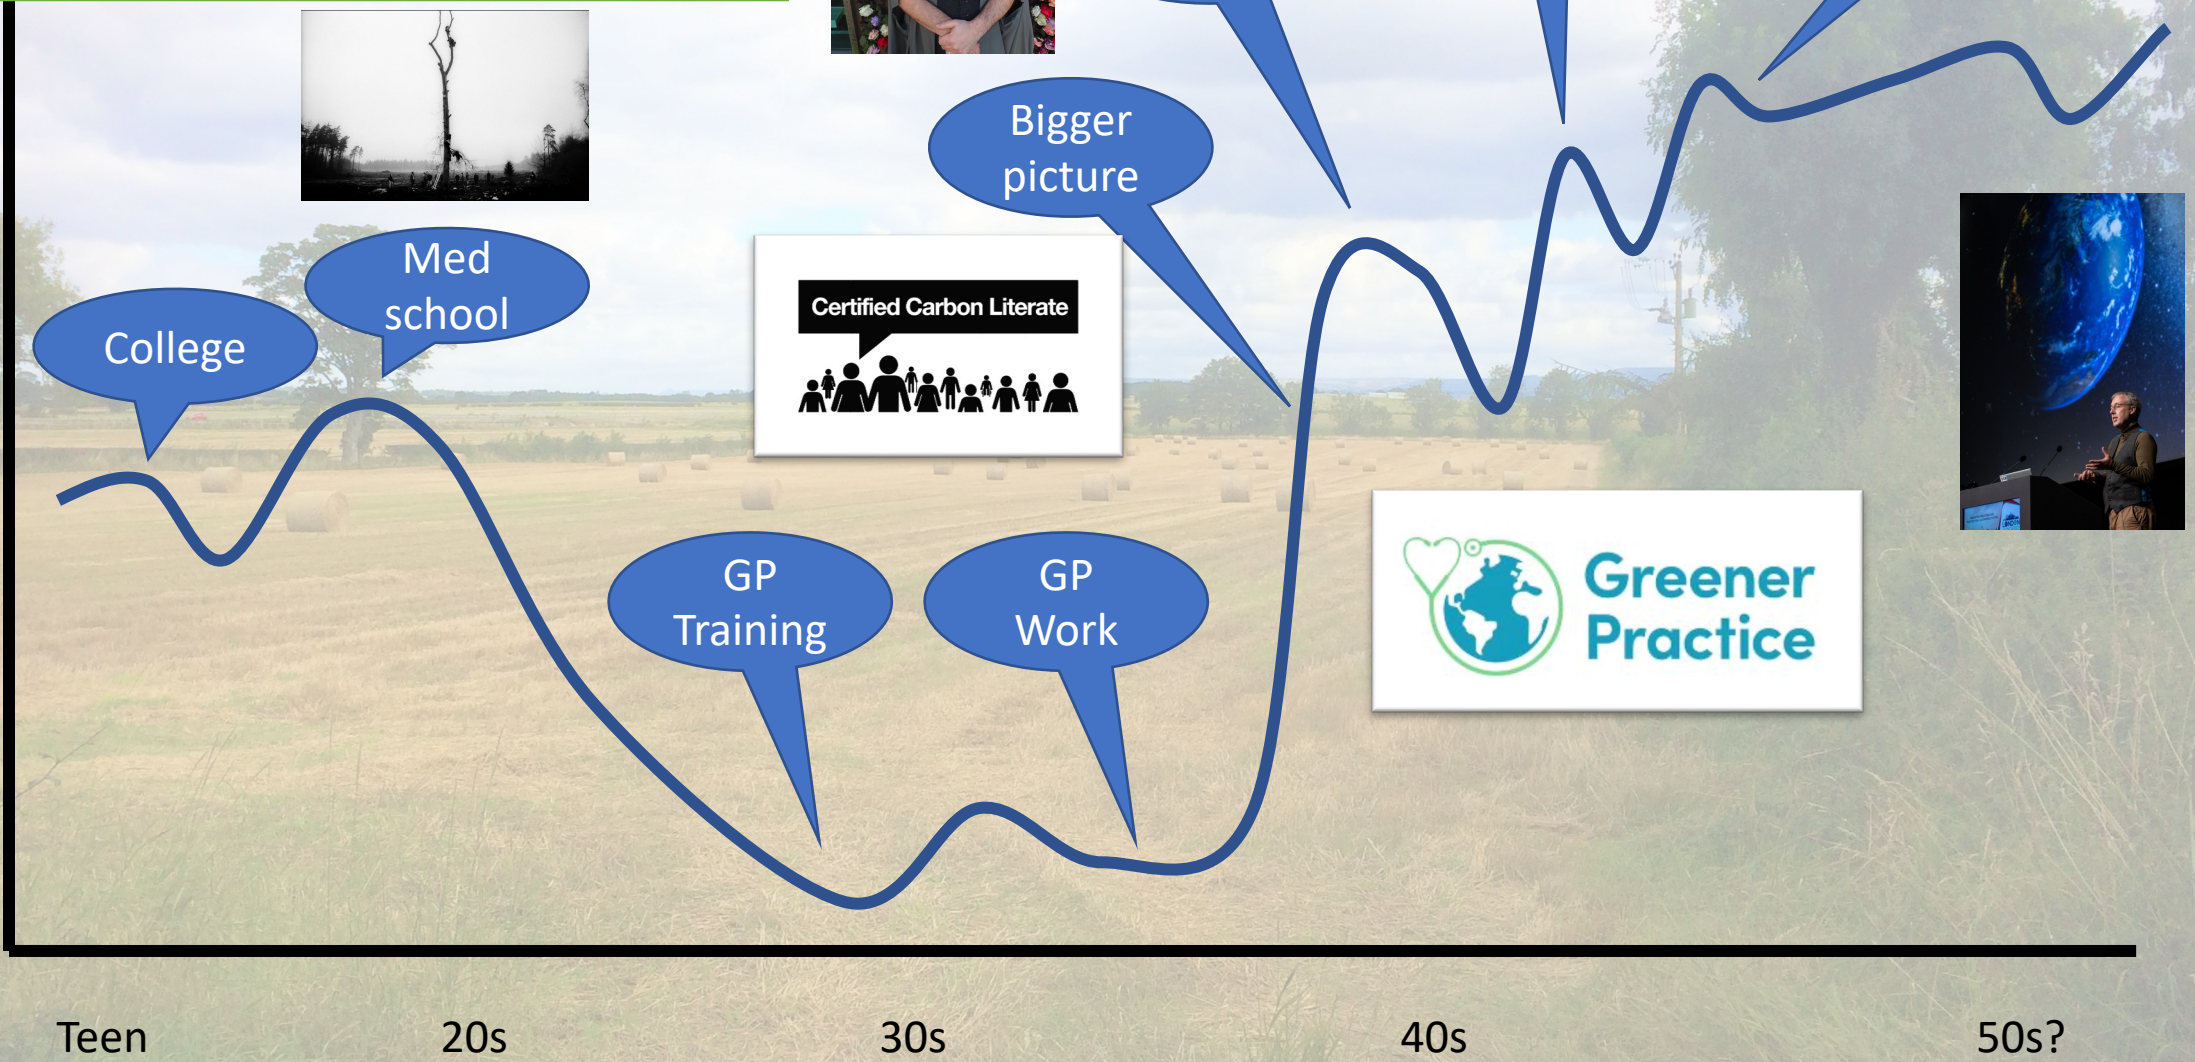 Bigger
picture
Med
school
College
Certified Carbon Literate
GP
Training
GP
Work
Greener
Practice
Teen
20s
30s
40s
50s?